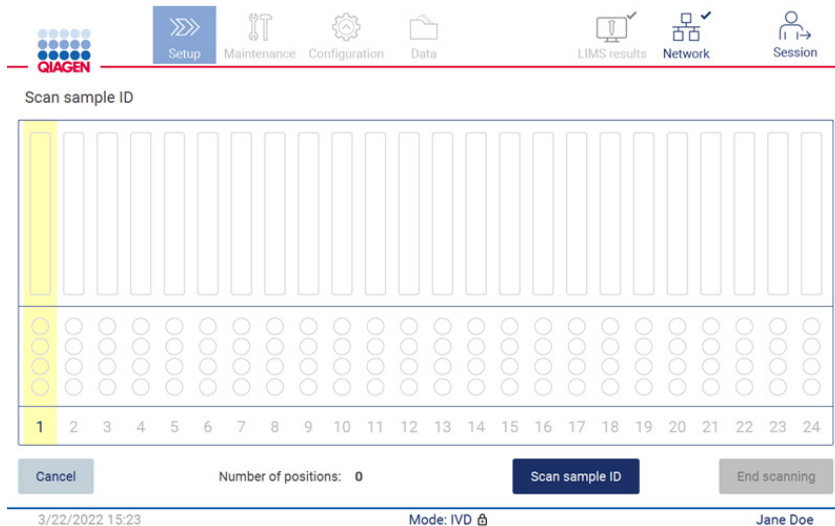 QIAGEN
Setup
Maintenance
Configuration
Data
LIMS results
Network
Session
Scan sample ID
1 2 3 4 5 6 7 8 9 10 11 12 13 14 15 16 17 18 19 20 21 22 23 24
Cancel
Number of positions: 0
Scan sample ID
End scanning
3/22/2022 15:23
Mode: IVD
Jane Doe